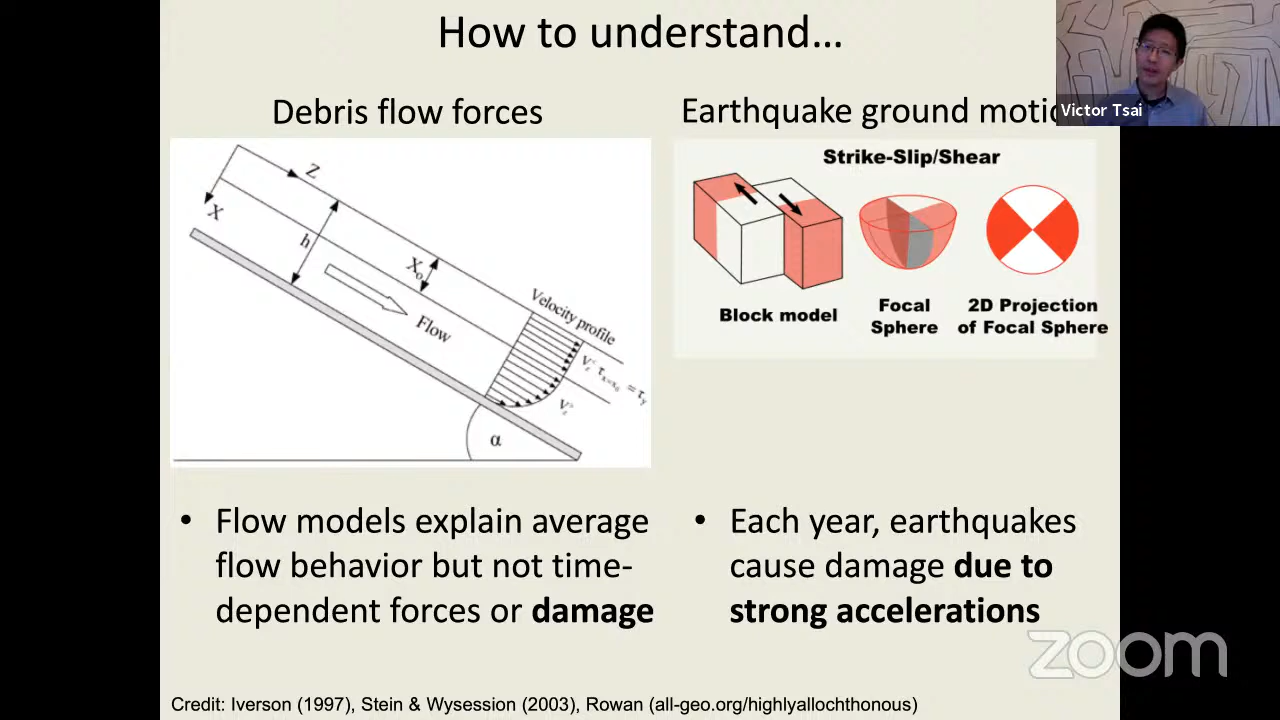 How to understand…
Debris flow forces
Earthquake ground motio
Victor Tsai
Z
X
h
X₀
Flow
Velocity profile
α
Strike-Slip/Shear
Block model
Focal
Sphere
2D Projection
of Focal Sphere
• Flow models explain average
flow behavior but not time-
dependent forces or damage
• Each year, earthquakes
cause damage due to
strong accelerations
zoom
Credit: Iverson (1997), Stein & Wysession (2003), Rowan (all-geo.org/highlyallochthonous)